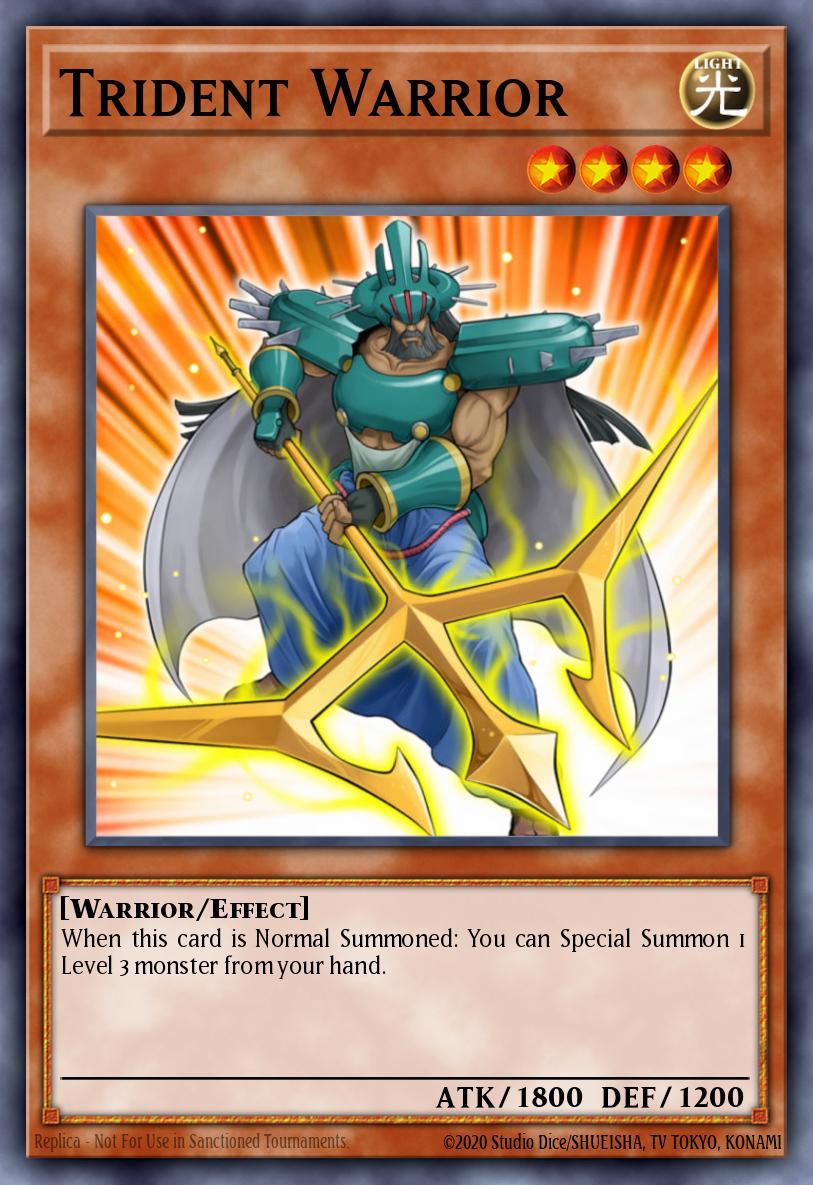 Trident Warrior
LIGHT
光
[Warrior/Effect]
When this card is Normal Summoned: You can Special Summon 1
Level 3 monster from your hand.
ATK/1800 DEF/1200
Replica - Not For Use in Sanctioned Tournaments.
©2020 Studio Dice/SHUEISHA, TV TOKYO, KONAMI